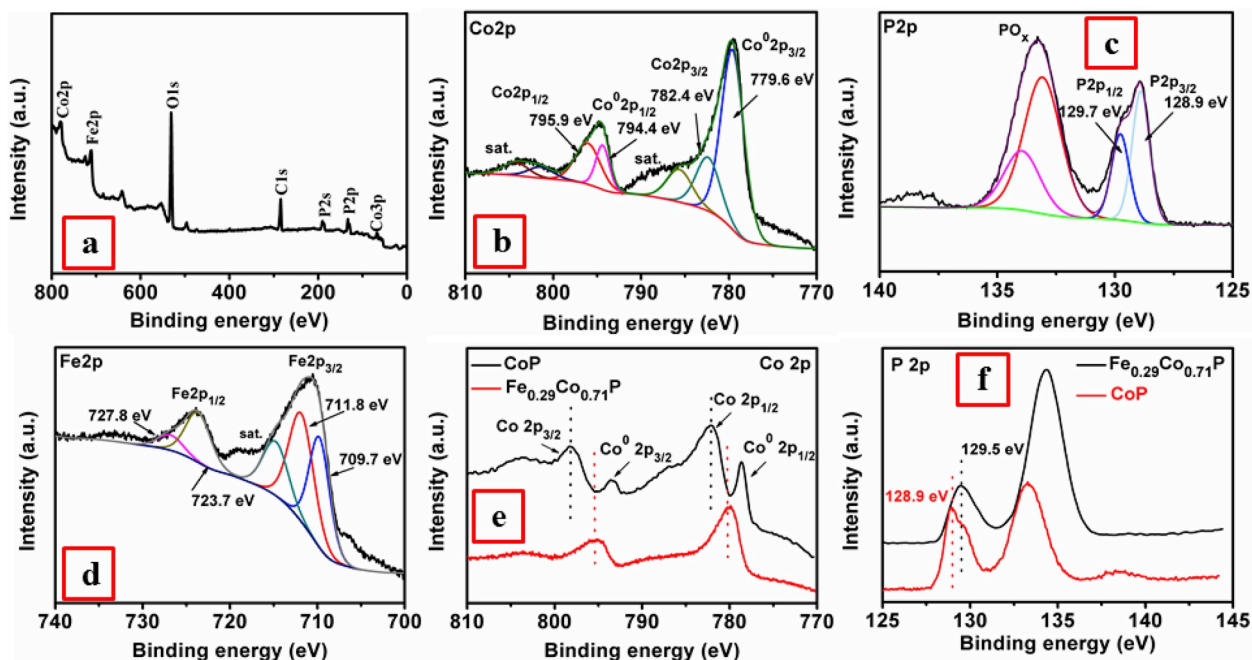 Intensity (a.u.)
Co2p
Fe2p
O1s
C1s
P2s
P2p
Co3p
a
800 600 400 200 0
Binding energy (eV)
Intensity (a.u.)
Co2p
Co⁰ 2p₃/₂
779.6 eV
Co2p₃/₂
782.4 eV
Co⁰2p₁/₂
794.4 eV
Co2p₁/₂
795.9 eV
sat.
sat.
b
810 800 790 780 770
Binding energy (eV)
Intensity (a.u.)
P2p
POₓ
c
P2p₁/₂
129.7 eV
P2p₃/₂
128.9 eV
140 135 130 125
Binding energy (eV)
Intensity (a.u.)
Fe2p
Fe2p₃/₂
711.8 eV
709.7 eV
Fe2p₁/₂
727.8 eV
723.7 eV
sat.
d
740 730 720 710 700
Binding energy (eV)
Intensity (a.u.)
CoP
Fe₀.₂₉Co₀.₇₁P
Co 2p
Co 2p₁/₂
Co 2p₃/₂
Co⁰ 2p₃/₂
Co⁰ 2p₁/₂
e
810 800 790 780 770
Binding energy (eV)
Intensity (a.u.)
P 2p
f
Fe₀.₂₉Co₀.₇₁P
CoP
129.5 eV
128.9 eV
125 130 135 140 145
Binding energy (eV)